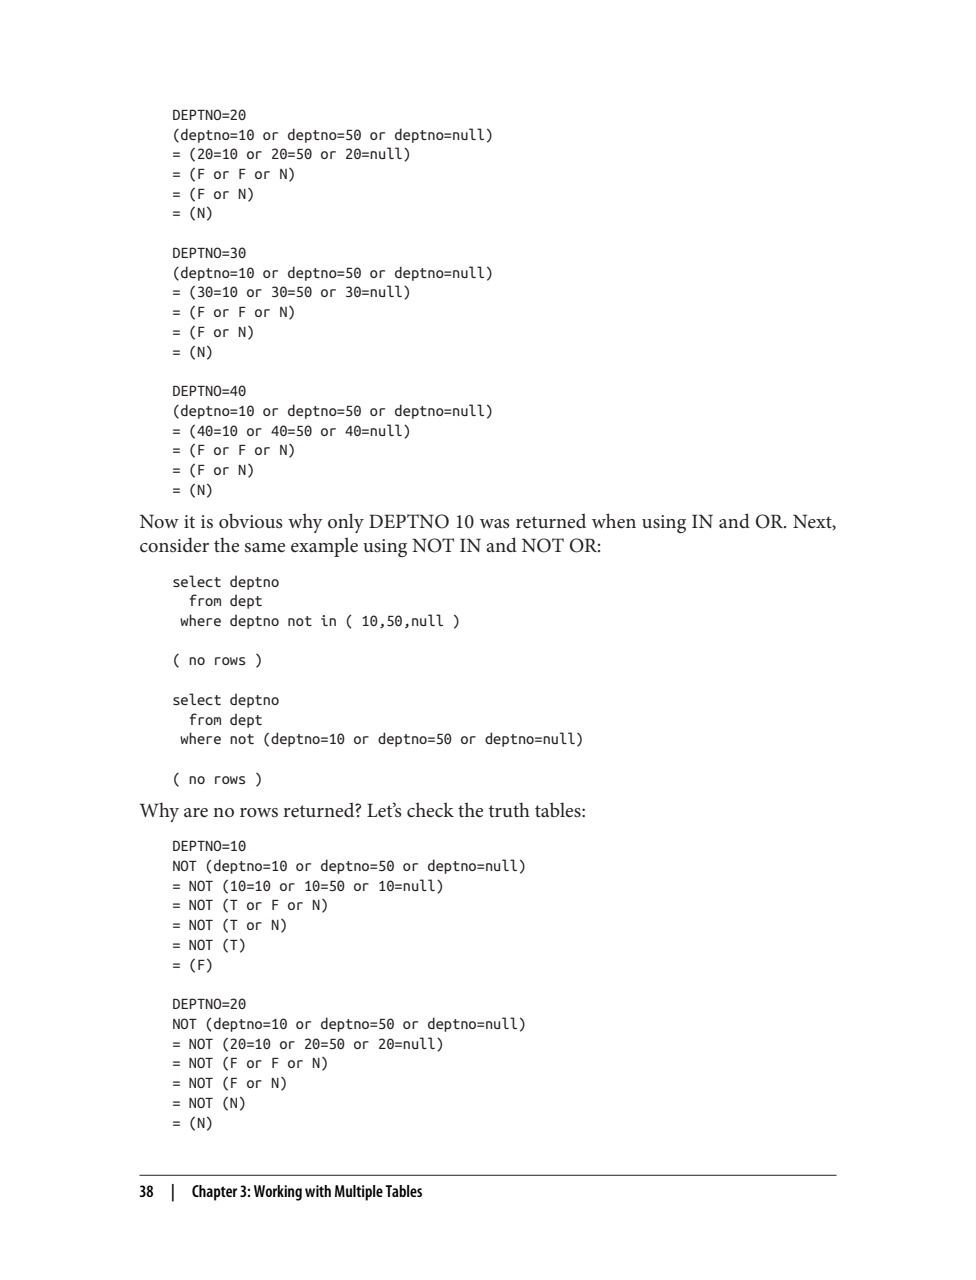 DEPTNO=20
(deptno=10 or deptno=50 or deptno=null)
= (20=10 or 20=50 or 20=null)
= (F or F or N)
= (F or N)
= (N)
DEPTNO=30
(deptno=10 or deptno=50 or deptno=null)
= (30=10 or 30=50 or 30=null)
= (F or F or N)
= (F or N)
= (N)
DEPTNO=40
(deptno=10 or deptno=50 or deptno=null)
= (40=10 or 40=50 or 40=null)
= (F or F or N)
= (F or N)
= (N)
Now it is obvious why only DEPTNO 10 was returned when using IN and OR. Next,
consider the same example using NOT IN and NOT OR:
select deptno
from dept
where deptno not in ( 10,50,null )
( no rows )
select deptno
from dept
where not (deptno=10 or deptno=50 or deptno=null)
( no rows )
Why are no rows returned? Let’s check the truth tables:
DEPTNO=10
NOT (deptno=10 or deptno=50 or deptno=null)
= NOT (10=10 or 10=50 or 10=null)
= NOT (T or F or N)
= NOT (T or N)
= NOT (T)
= (F)
DEPTNO=20
NOT (deptno=10 or deptno=50 or deptno=null)
= NOT (20=10 or 20=50 or 20=null)
= NOT (F or F or N)
= NOT (F or N)
= NOT (N)
= (N)
38 | Chapter 3: Working with Multiple Tables